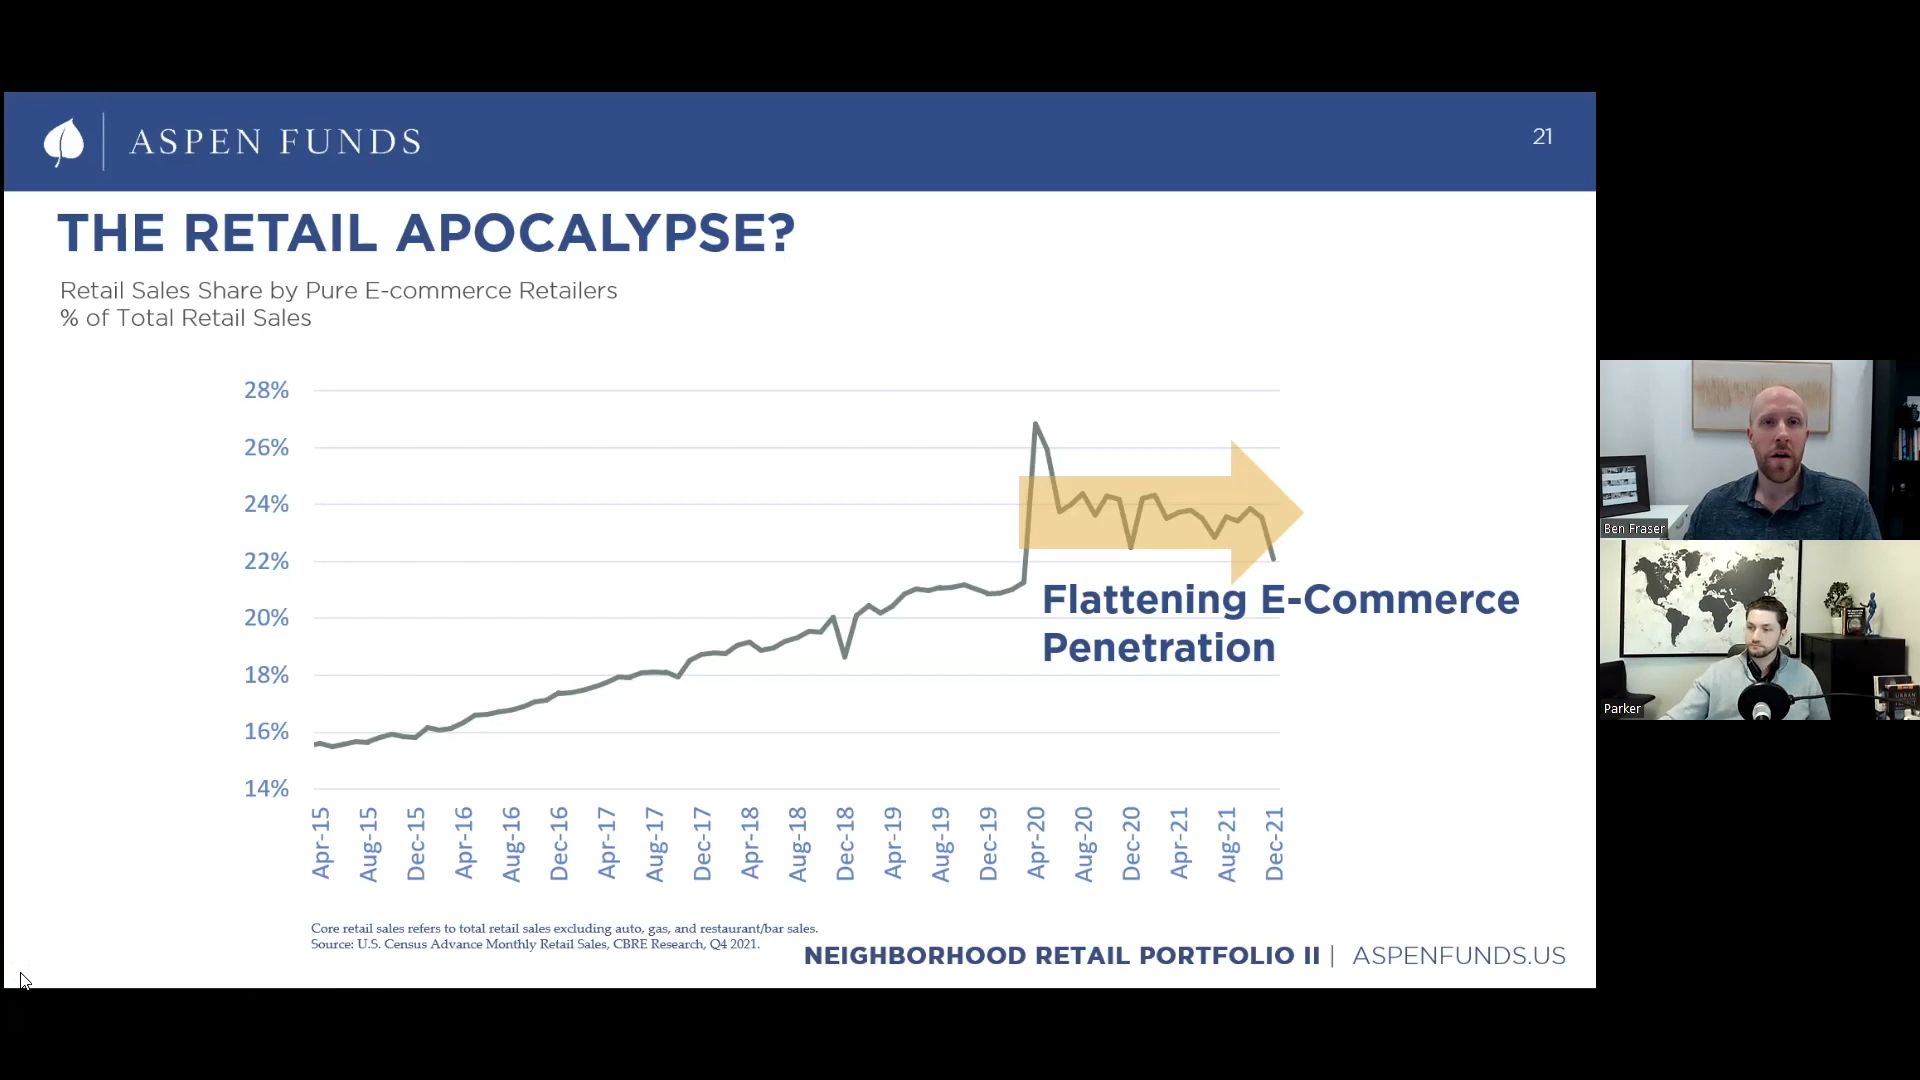 ASPEN FUNDS
21
THE RETAIL APOCALYPSE?
Retail Sales Share by Pure E-commerce Retailers
% of Total Retail Sales
28%
26%
24%
22%
20%
18%
16%
14%
Flattening E-Commerce
Penetration
Apr-15
Aug-15
Dec-15
Apr-16
Aug-16
Dec-16
Apr-17
Aug-17
Dec-17
Apr-18
Aug-18
Dec-18
Apr-19
Aug-19
Dec-19
Apr-20
Aug-20
Dec-20
Apr-21
Aug-21
Dec-21
Core retail sales refers to total retail sales excluding auto, gas, and restaurant/bar sales.
Source: U.S. Census Advance Monthly Retail Sales, CBRE Research, Q4 2021.
NEIGHBORHOOD RETAIL PORTFOLIO II | ASPENFUNDS.US
Ben Fraser
Parker